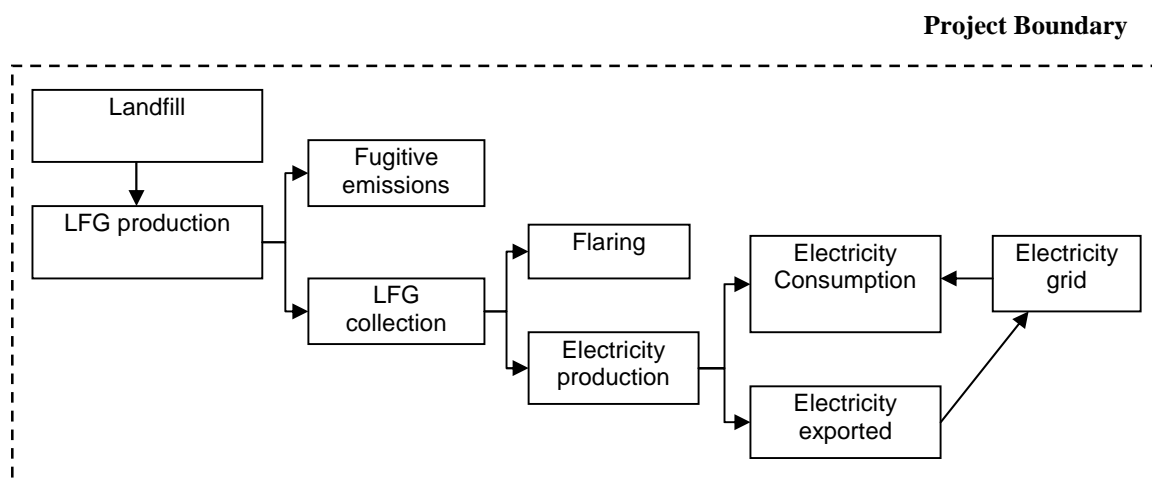 Project Boundary
Landfill
LFG production
Fugitive
emissions
LFG
collection
Flaring
Electricity
production
Electricity
Consumption
Electricity
exported
Electricity
grid